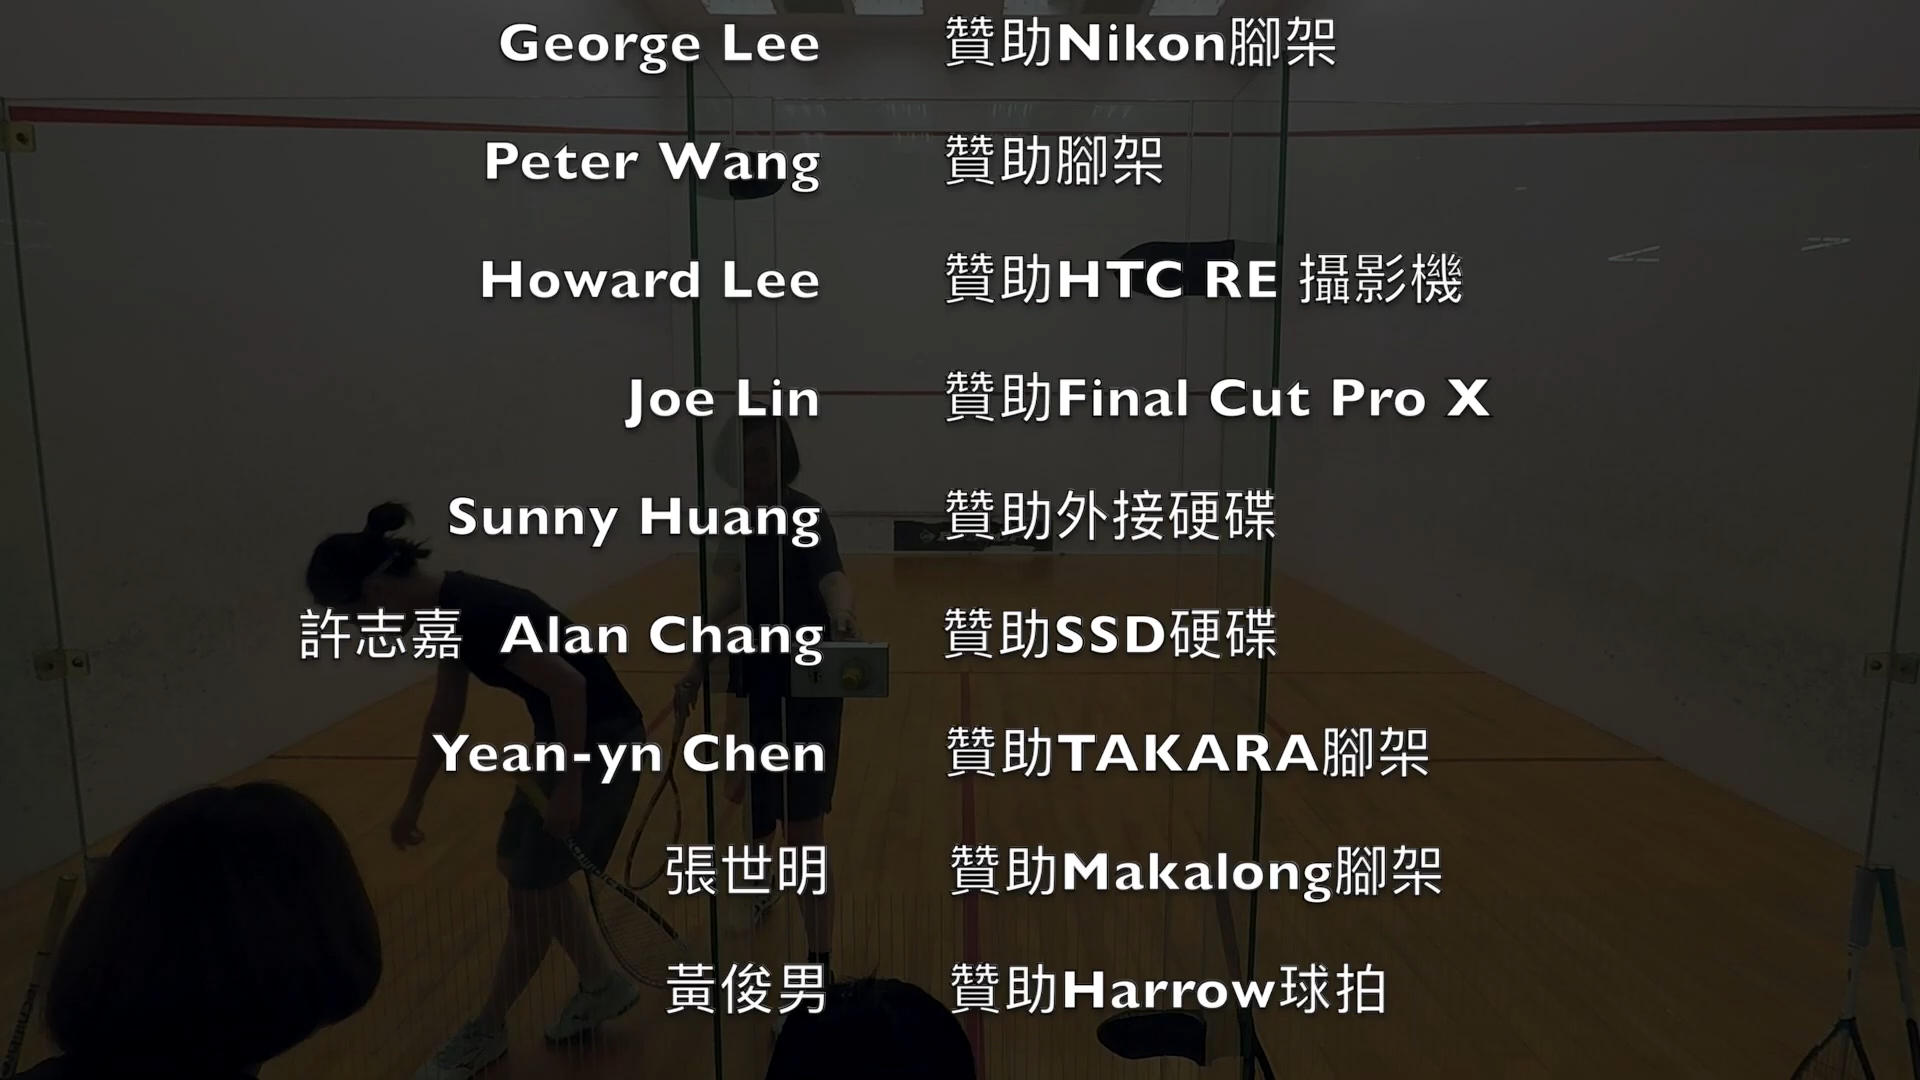 George Lee 贊助Nikon腳架
Peter Wang 贊助腳架
Howard Lee 贊助HTC RE 攝影機
Joe Lin 贊助Final Cut Pro X
Sunny Huang 贊助外接硬碟
許志嘉 Alan Chang 贊助SSD硬碟
Yean-yn Chen 贊助TAKARA腳架
張世明 贊助Makalong腳架
黃俊男 贊助Harrow球拍